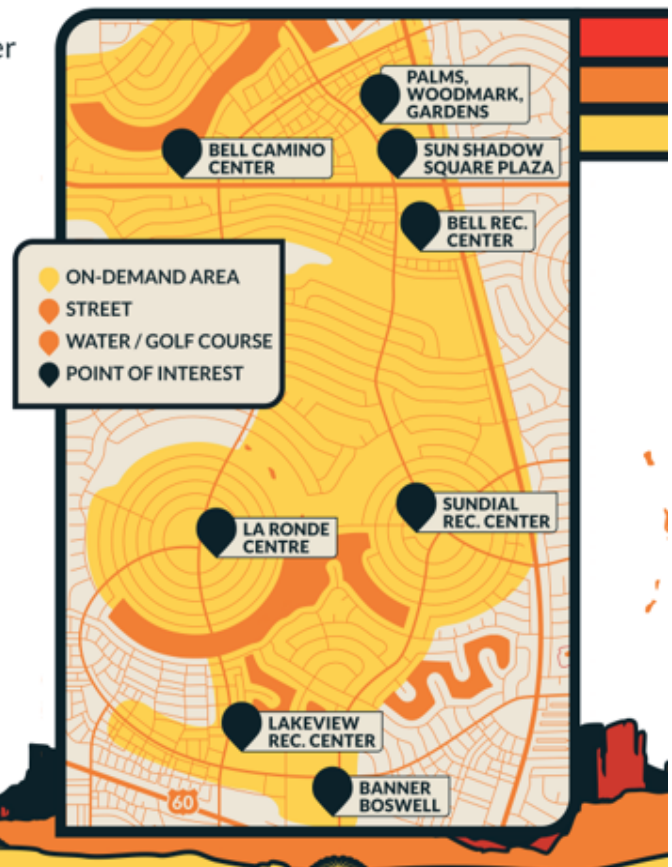 er
PALMS,
WOODMARK,
GARDENS
BELL CAMINO
CENTER
SUN SHADOW
SQUARE PLAZA
BELL REC.
CENTER
ON-DEMAND AREA
STREET
WATER / GOLF COURSE
POINT OF INTEREST
SUNDIAL
REC. CENTER
LA RONDE
CENTRE
LAKEVIEW
REC. CENTER
BANNER
BOSWELL
60